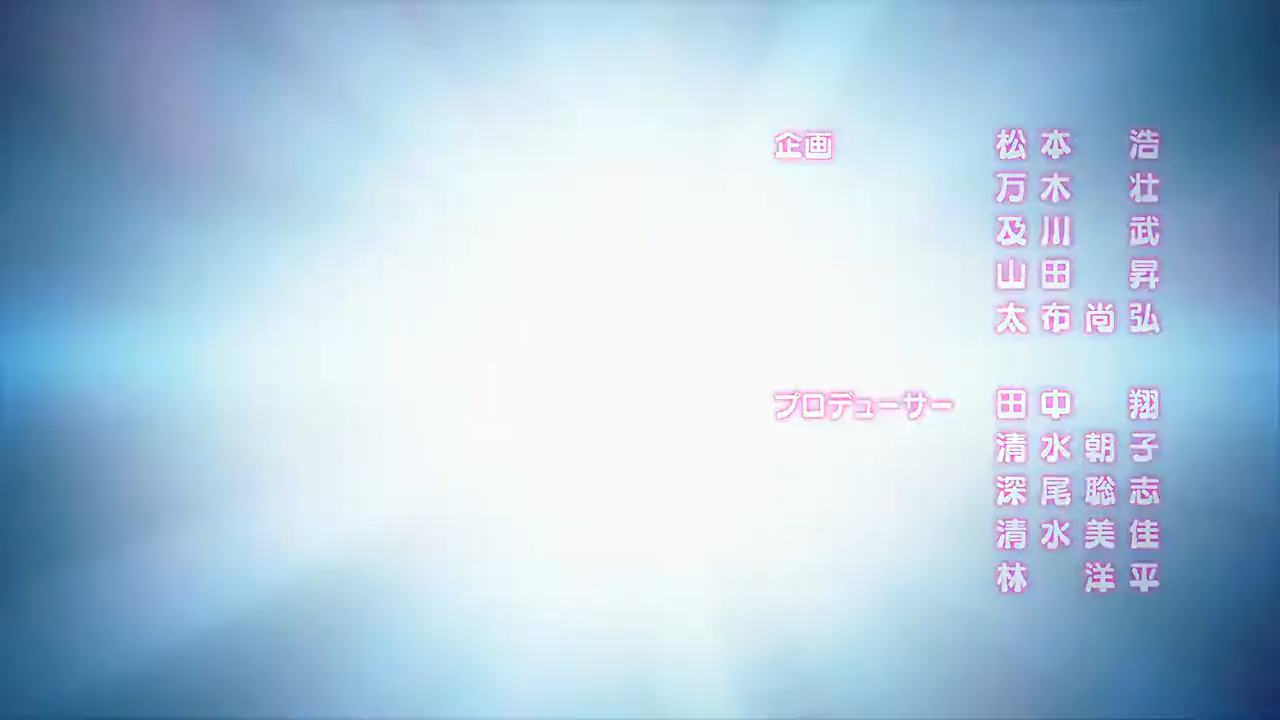 企画 松本 浩
万木 壮
及川 武
山田 昇
太布尚弘
プロデューサー 田中 翔
清水朝子
深尾聡志
清水美佳
林 洋平